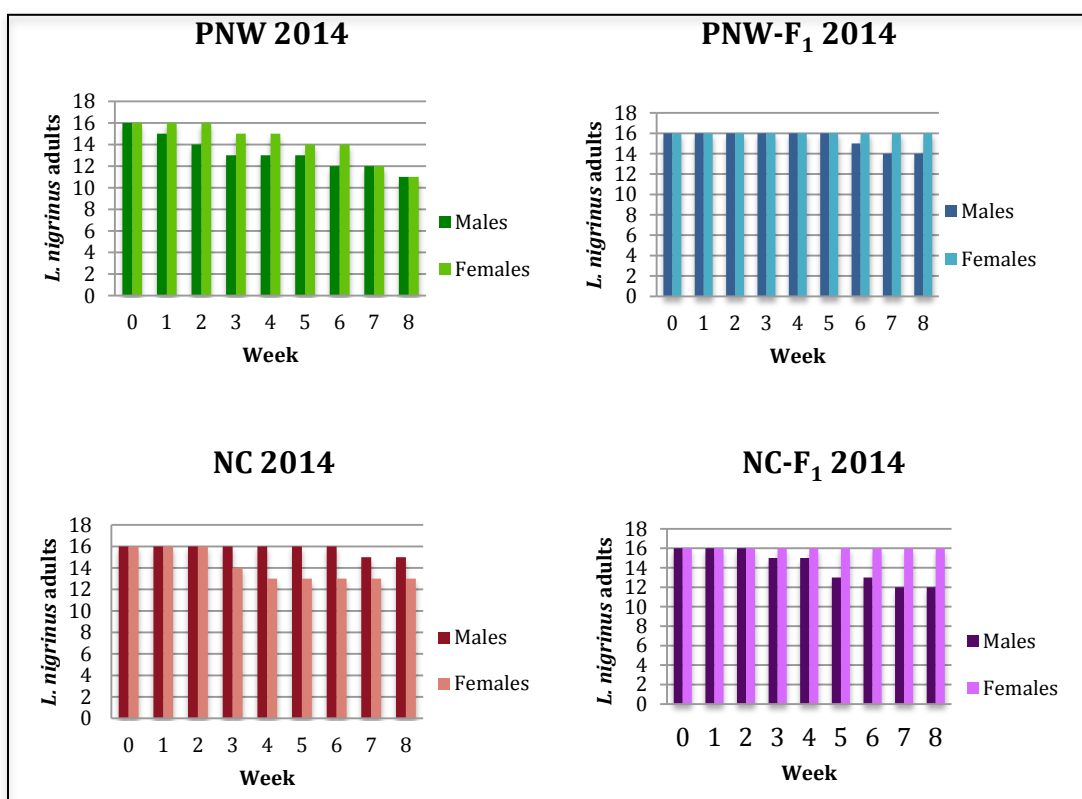 PNW 2014
L. nigrinus adults
18
16
14
12
10
8
6
4
2
0
0 1 2 3 4 5 6 7 8
Week
Males
Females
PNW-F₁ 2014
L. nigrinus adults
18
16
14
12
10
8
6
4
2
0
0 1 2 3 4 5 6 7 8
Week
Males
Females
NC 2014
L. nigrinus adults
18
16
14
12
10
8
6
4
2
0
0 1 2 3 4 5 6 7 8
Week
Males
Females
NC-F₁ 2014
L. nigrinus adults
18
16
14
12
10
8
6
4
2
0
0 1 2 3 4 5 6 7 8
Week
Males
Females